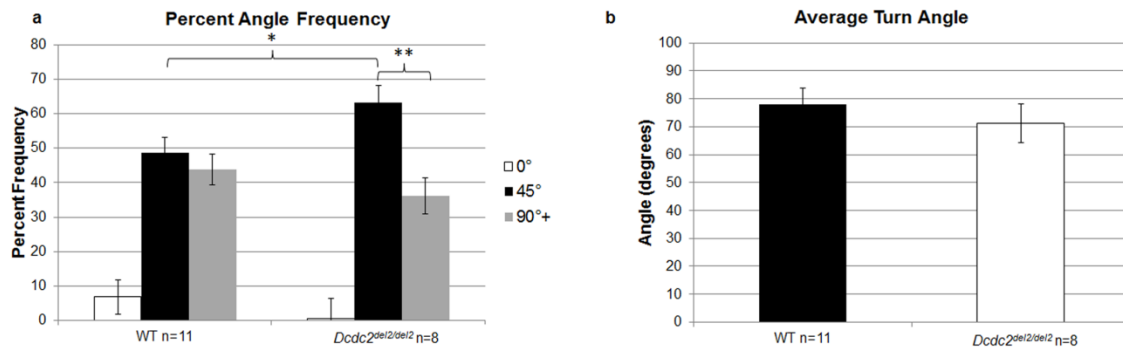 a
Percent Angle Frequency
80
70
60
50
40
30
20
10
0
Percent Frequency
*
**
WT n=11
Dcdc2del2/del2 n=8
0°
45°
90°+
b
Average Turn Angle
100
90
80
70
60
50
40
30
20
10
0
Angle (degrees)
WT n=11
Dcdc2del2/del2 n=8